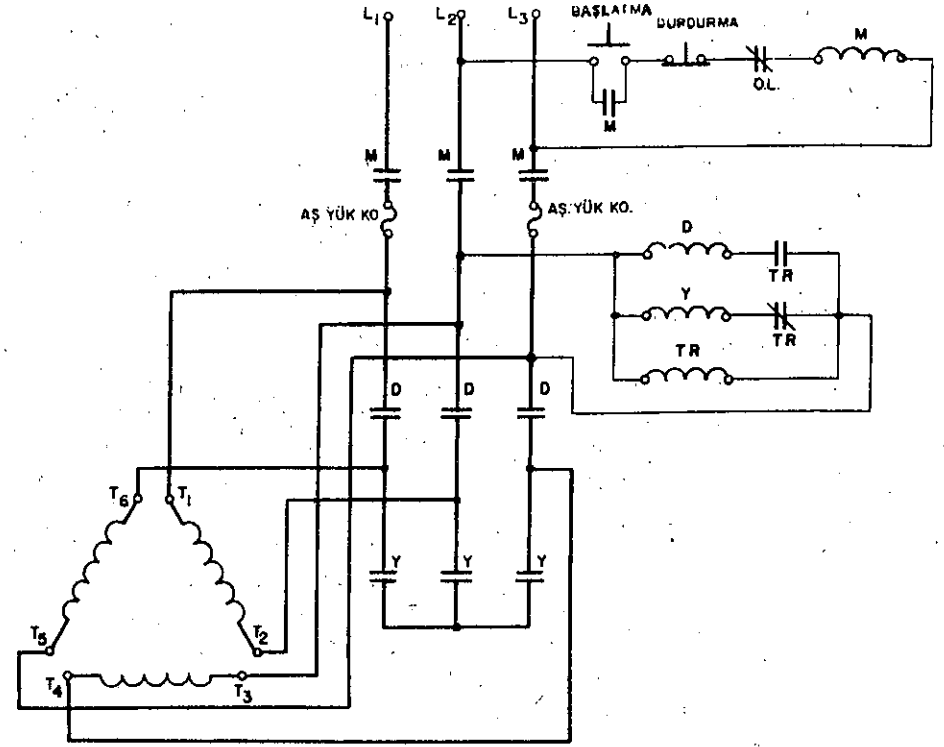 L1 L2 L3 BAŞLATMA DURDURMA M
O.L.
M
M M M
AŞ YÜK KO AŞ. YÜK KO.
D
TR
Y
TR
TR
D D D
T6 T1
Y Y Y
T5 T2
T4 T3